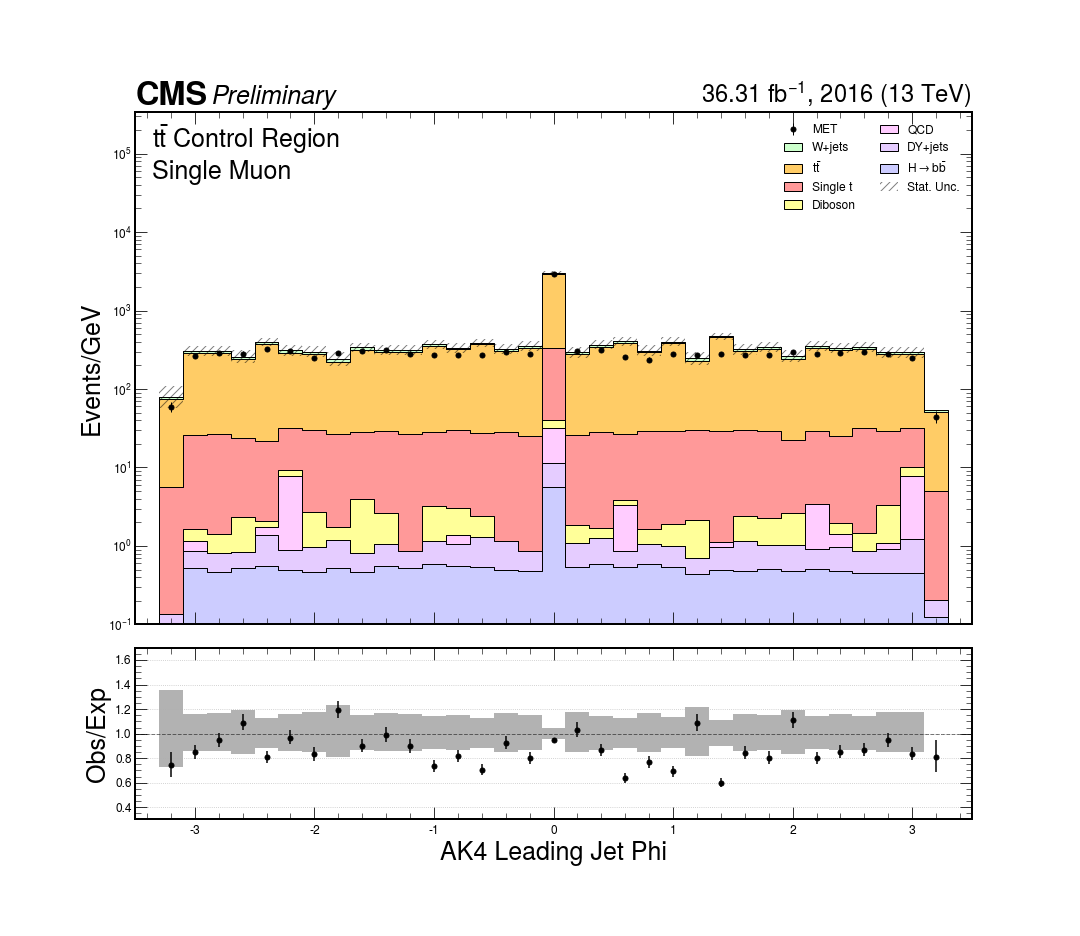 CMS Preliminary
36.31 fb⁻¹, 2016 (13 TeV)
tt̄ Control Region
Single Muon
MET
W+jets
tt̄
Single t
Diboson
QCD
DY+jets
H→bb̄
Stat. Unc.
Events/GeV
10⁵
10⁴
10³
10²
10¹
10⁰
10⁻¹
Obs/Exp
1.6
1.4
1.2
1.0
0.8
0.6
0.4
-3 -2 -1 0 1 2 3
AK4 Leading Jet Phi